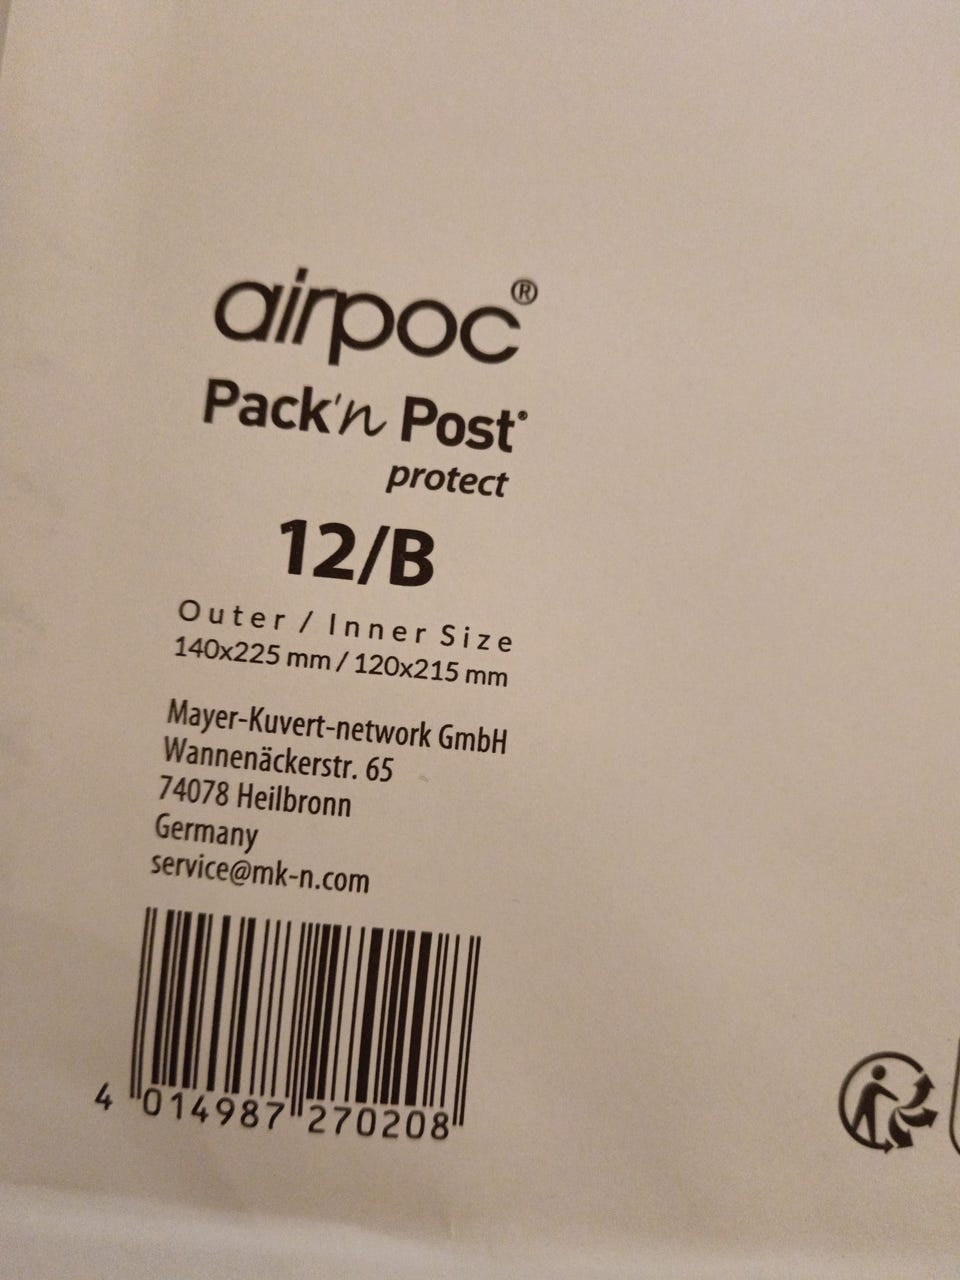 airpoc®
Pack'n Post®
protect
12/B
Outer / Inner Size
140x225 mm / 120x215 mm
Mayer-Kuvert-network GmbH
Wannenäckerstr. 65
74078 Heilbronn
Germany
service@mk-n.com
4 014987 270208